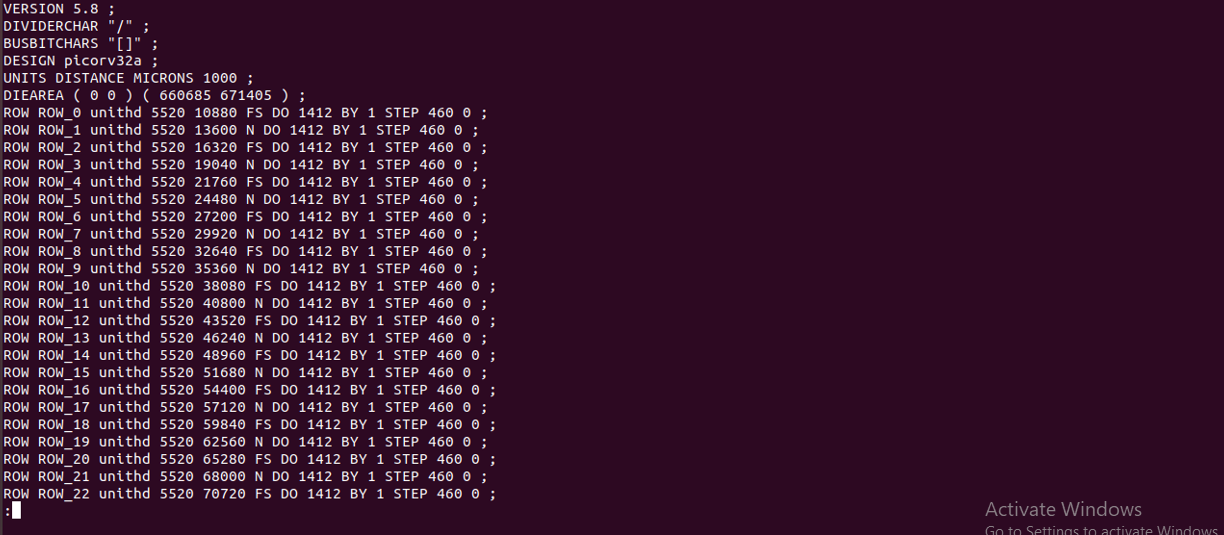 VERSION 5.8 ;
DIVIDERCHAR "/" ;
BUSBITCHARS "[]" ;
DESIGN picorv32a ;
UNITS DISTANCE MICRONS 1000 ;
DIEAREA ( 0 0 ) ( 660685 671405 ) ;
ROW ROW_0 unithd 5520 10880 FS DO 1412 BY 1 STEP 460 0 ;
ROW ROW_1 unithd 5520 13600 N DO 1412 BY 1 STEP 460 0 ;
ROW ROW_2 unithd 5520 16320 FS DO 1412 BY 1 STEP 460 0 ;
ROW ROW_3 unithd 5520 19040 N DO 1412 BY 1 STEP 460 0 ;
ROW ROW_4 unithd 5520 21760 FS DO 1412 BY 1 STEP 460 0 ;
ROW ROW_5 unithd 5520 24480 N DO 1412 BY 1 STEP 460 0 ;
ROW ROW_6 unithd 5520 27200 FS DO 1412 BY 1 STEP 460 0 ;
ROW ROW_7 unithd 5520 29920 N DO 1412 BY 1 STEP 460 0 ;
ROW ROW_8 unithd 5520 32640 FS DO 1412 BY 1 STEP 460 0 ;
ROW ROW_9 unithd 5520 35360 N DO 1412 BY 1 STEP 460 0 ;
ROW ROW_10 unithd 5520 38080 FS DO 1412 BY 1 STEP 460 0 ;
ROW ROW_11 unithd 5520 40800 N DO 1412 BY 1 STEP 460 0 ;
ROW ROW_12 unithd 5520 43520 FS DO 1412 BY 1 STEP 460 0 ;
ROW ROW_13 unithd 5520 46240 N DO 1412 BY 1 STEP 460 0 ;
ROW ROW_14 unithd 5520 48960 FS DO 1412 BY 1 STEP 460 0 ;
ROW ROW_15 unithd 5520 51680 N DO 1412 BY 1 STEP 460 0 ;
ROW ROW_16 unithd 5520 54400 FS DO 1412 BY 1 STEP 460 0 ;
ROW ROW_17 unithd 5520 57120 N DO 1412 BY 1 STEP 460 0 ;
ROW ROW_18 unithd 5520 59840 FS DO 1412 BY 1 STEP 460 0 ;
ROW ROW_19 unithd 5520 62560 N DO 1412 BY 1 STEP 460 0 ;
ROW ROW_20 unithd 5520 65280 FS DO 1412 BY 1 STEP 460 0 ;
ROW ROW_21 unithd 5520 68000 N DO 1412 BY 1 STEP 460 0 ;
ROW ROW_22 unithd 5520 70720 FS DO 1412 BY 1 STEP 460 0 ;
:
Activate Windows
Go to Settings to activate Windows